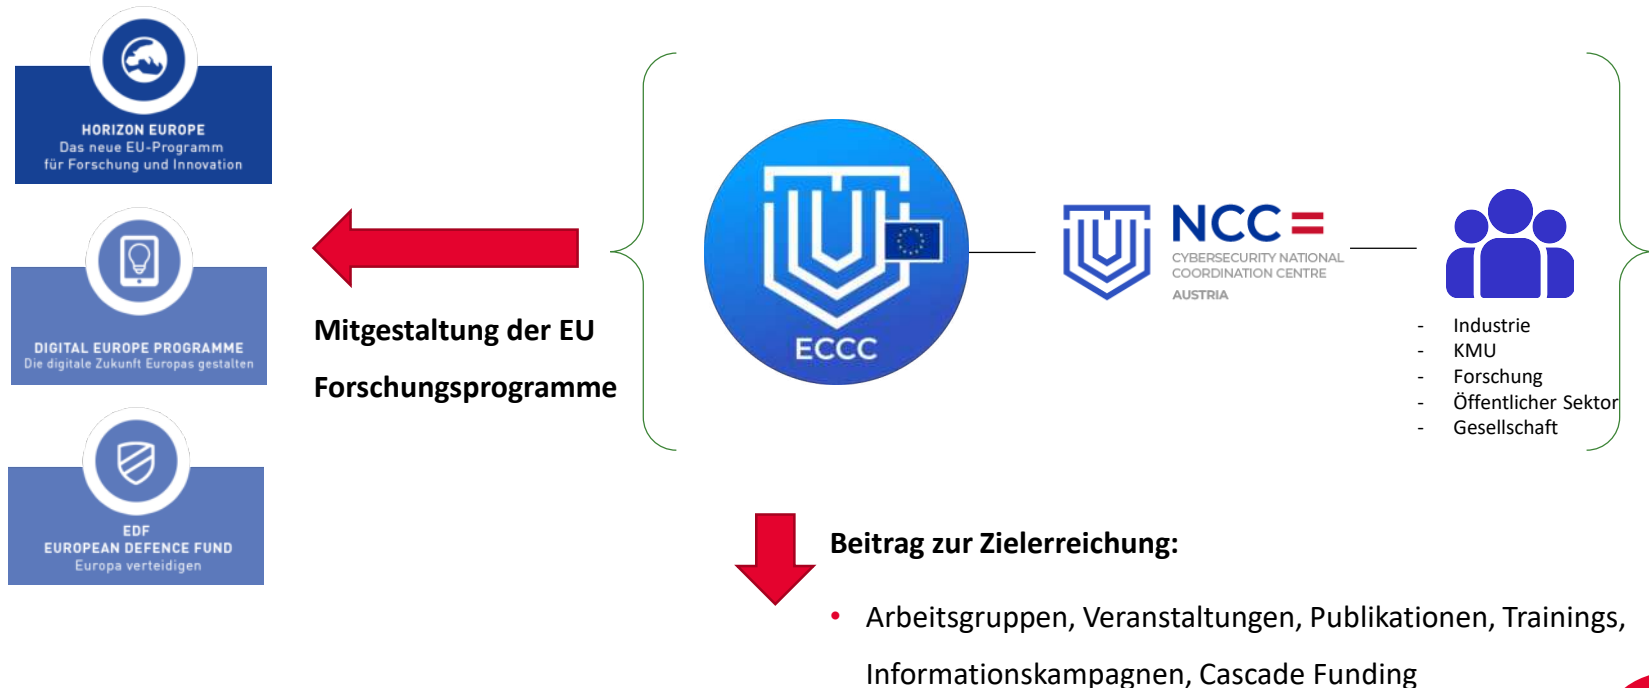 HORIZON EUROPE
Das neue EU-Programm
für Forschung und Innovation
DIGITAL EUROPE PROGRAMME
Die digitale Zukunft Europas gestalten
EDF
EUROPEAN DEFENCE FUND
Europa verteidigen
Mitgestaltung der EU
Forschungsprogramme
ECCC
NCC
CYBERSECURITY NATIONAL
COORDINATION CENTRE
AUSTRIA
- Industrie
- KMU
- Forschung
- Öffentlicher Sektor
- Gesellschaft
Beitrag zur Zielerreichung:
• Arbeitsgruppen, Veranstaltungen, Publikationen, Trainings,
Informationskampagnen, Cascade Funding